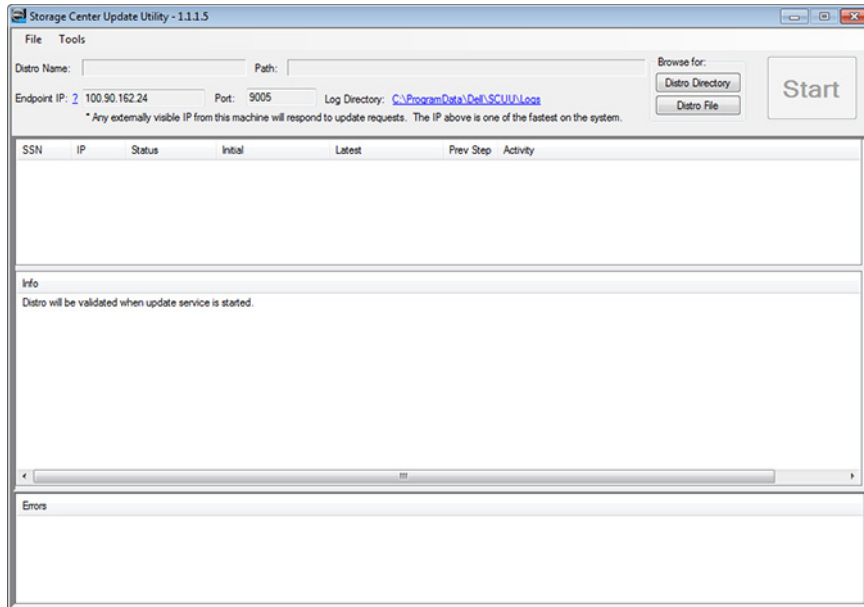 Storage Center Update Utility - 1.1.1.5
File Tools
Distro Name: Path: Browse for:
Distro Directory
Start
Endpoint IP: ? 100.90.162.24 Port: 9005 Log Directory: C:\ProgramData\Dell\SCUU\Logs
Distro File
* Any externally visible IP from this machine will respond to update requests. The IP above is one of the fastest on the system.
SSN IP Status Initial Latest Prev Step Activity
Info
Distro will be validated when update service is started.
Errors